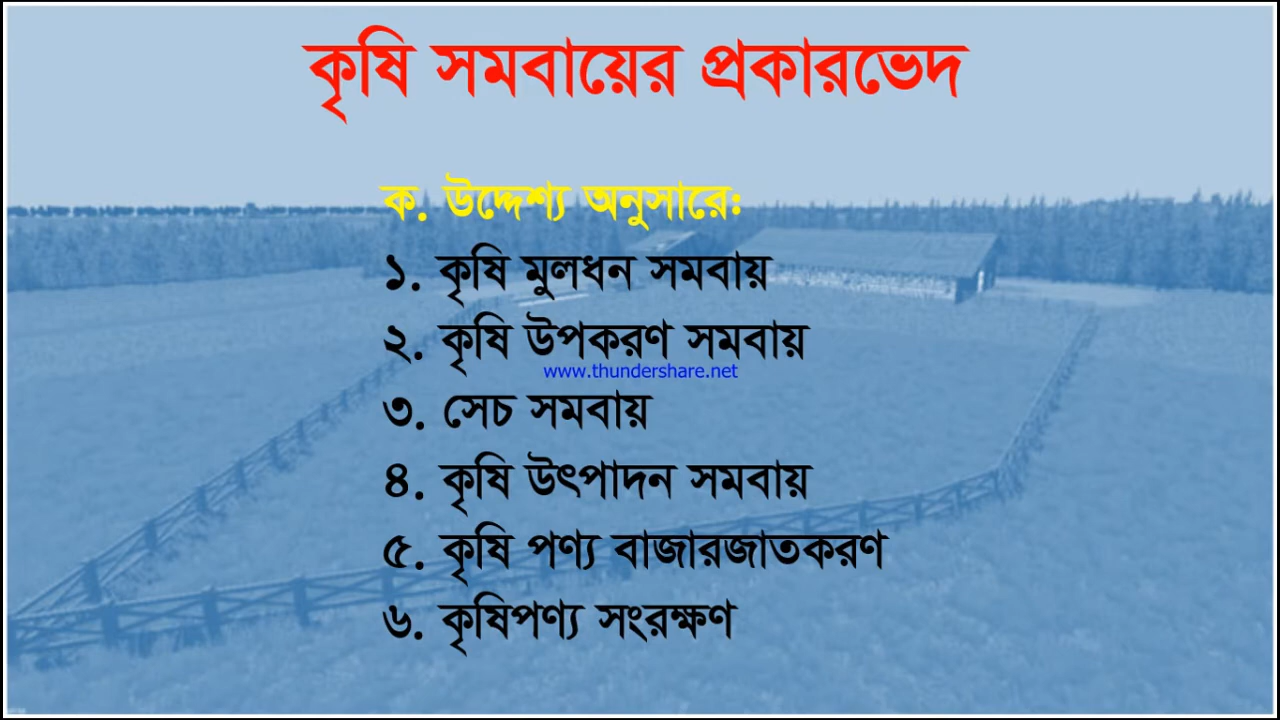 কৃষি সমবায়ের প্রকারভেদ
ক. উদ্দেশ্য অনুসারে:
১. কৃষি মুলধন সমবায়
২. কৃষি উপকরণ সমবায়
www.thundershare.net
৩. সেচ সমবায়
৪. কৃষি উৎপাদন সমবায়
৫. কৃষি পণ্য বাজারজাতকরণ
৬. কৃষিপণ্য সংরক্ষণ